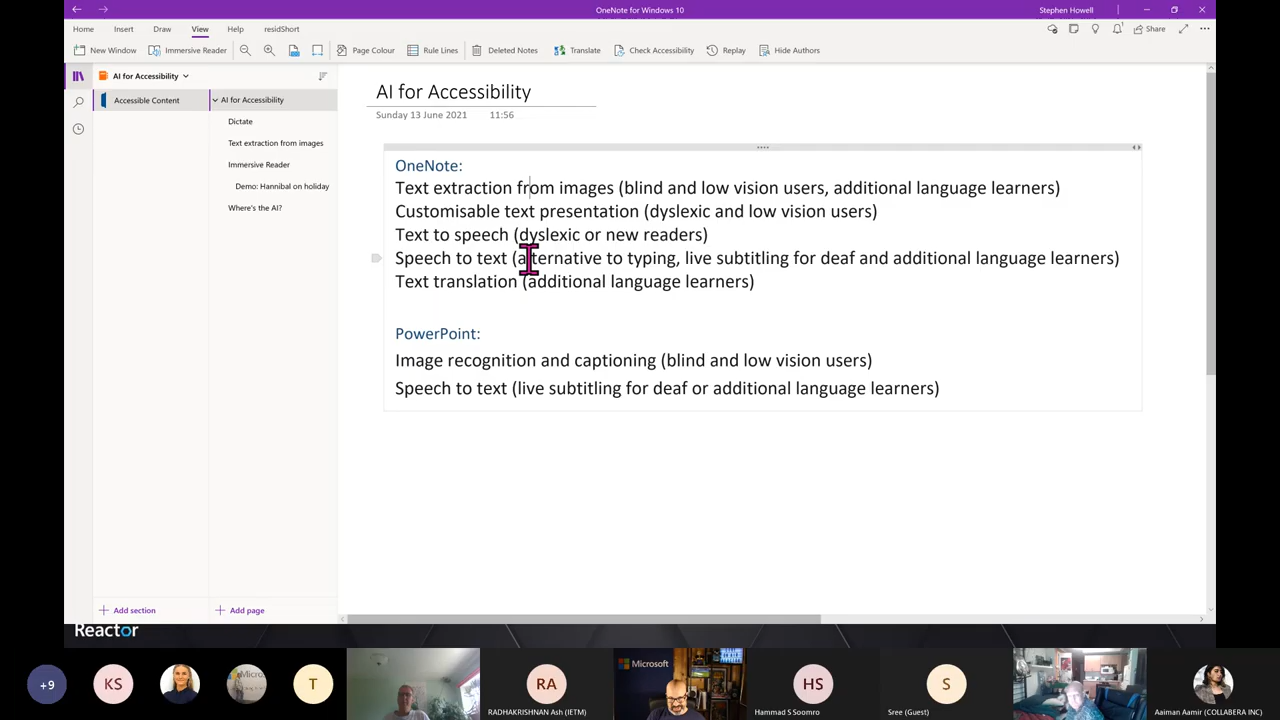 OneNote for Windows 10
Stephen Howell
Home Insert Draw View Help residShort
Share
New Window Immersive Reader Page Colour Rule Lines Deleted Notes Translate Check Accessibility Replay Hide Authors
AI for Accessibility
Accessible Content
AI for Accessibility
Dictate
Text extraction from images
Immersive Reader
Demo: Hannibal on holiday
Where's the AI?
AI for Accessibility
Sunday 13 June 2021 11:56
OneNote:
Text extraction from images (blind and low vision users, additional language learners)
Customisable text presentation (dyslexic and low vision users)
Text to speech (dyslexic or new readers)
Speech to text (alternative to typing, live subtitling for deaf and additional language learners)
Text translation (additional language learners)
PowerPoint:
Image recognition and captioning (blind and low vision users)
Speech to text (live subtitling for deaf or additional language learners)
Add section
Add page
Reactor
+9
KS
T
RA
RADHAKRISHNAN Ash (IETM)
Microsoft
HS
Hammad S Soomro
S
Sree (Guest)
Aaiman Aamir (COLLABERA INC)